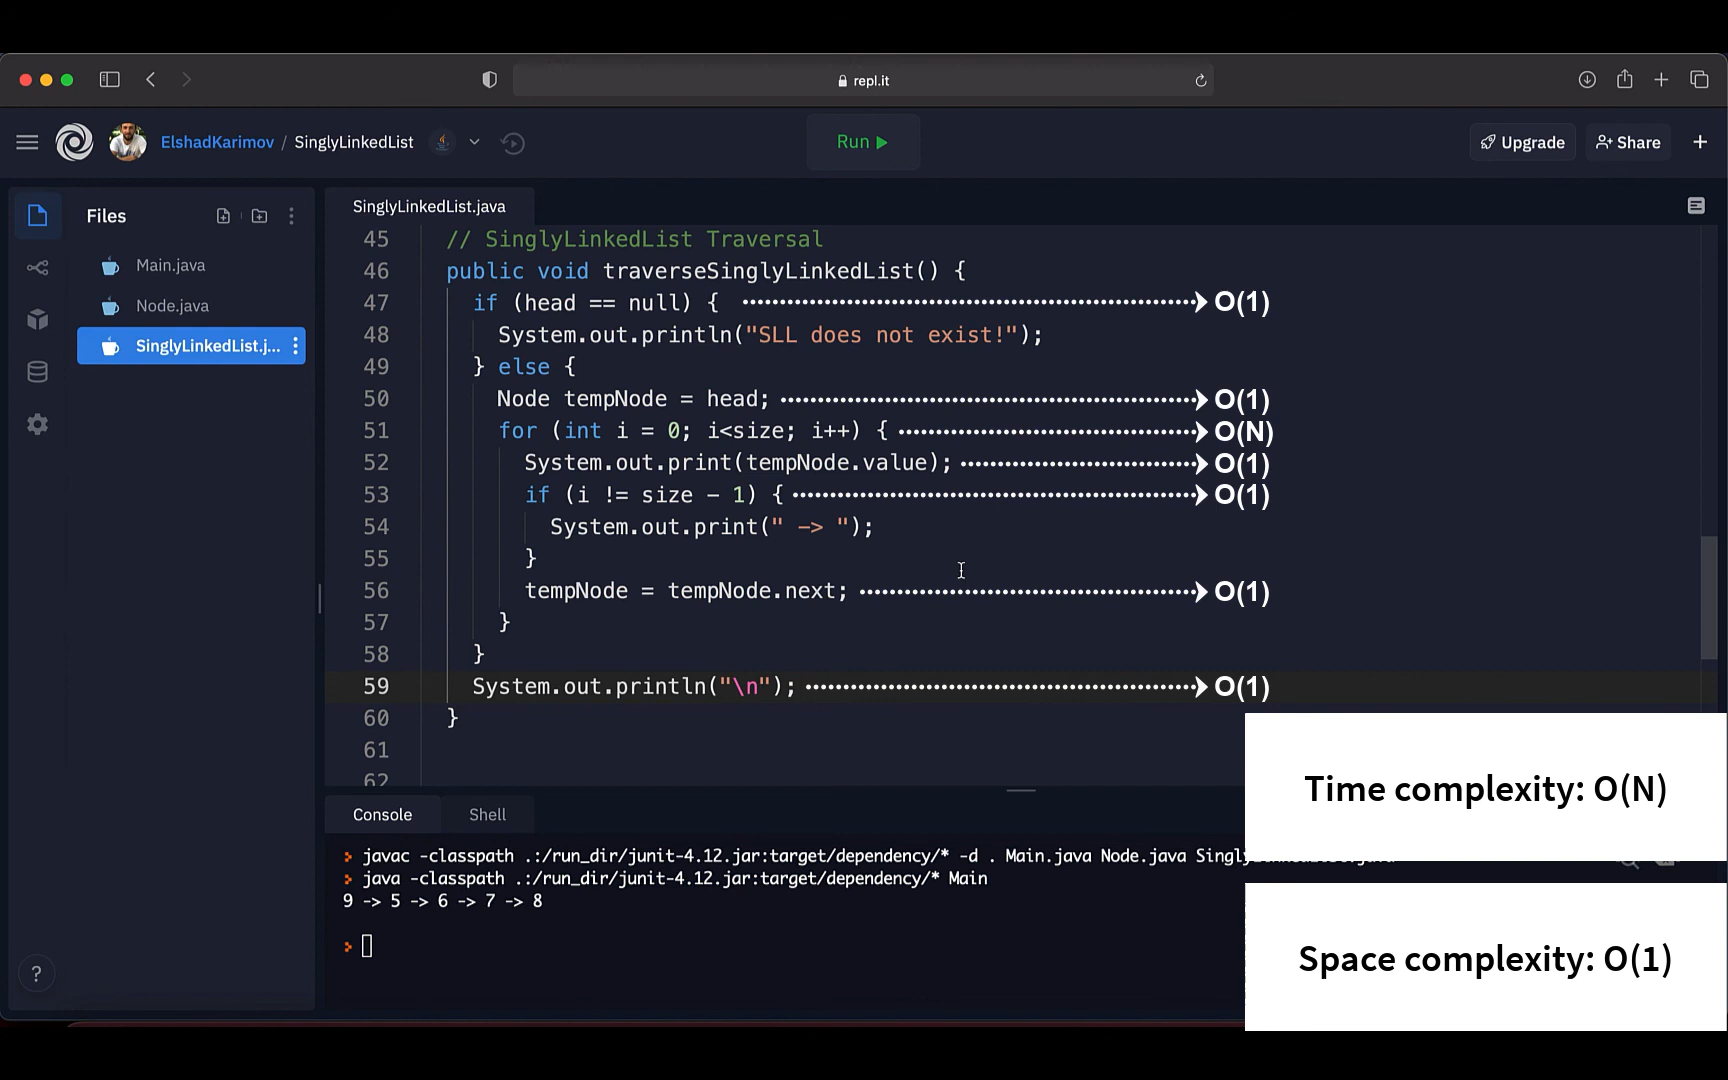 repl.it
ElshadKarimov / SinglyLinkedList
Run
Upgrade
Share
Files
Main.java
Node.java
SinglyLinkedList.j...
SinglyLinkedList.java
45 // SinglyLinkedList Traversal
46 public void traverseSinglyLinkedList() {
47 if (head == null) { O(1)
48 System.out.println("SLL does not exist!");
49 } else {
50 Node tempNode = head; O(1)
51 for (int i = 0; i<size; i++) { O(N)
52 System.out.print(tempNode.value); O(1)
53 if (i != size - 1) { O(1)
54 System.out.print(" -> ");
55 }
56 tempNode = tempNode.next; O(1)
57 }
58 }
59 System.out.println("\n"); O(1)
60 }
61
62
Time complexity: O(N)
Console Shell
> javac -classpath .:/run_dir/junit-4.12.jar:target/dependency/* -d . Main.java Node.java
> java -classpath .:/run_dir/junit-4.12.jar:target/dependency/* Main
9 -> 5 -> 6 -> 7 -> 8
>
Space complexity: O(1)
?